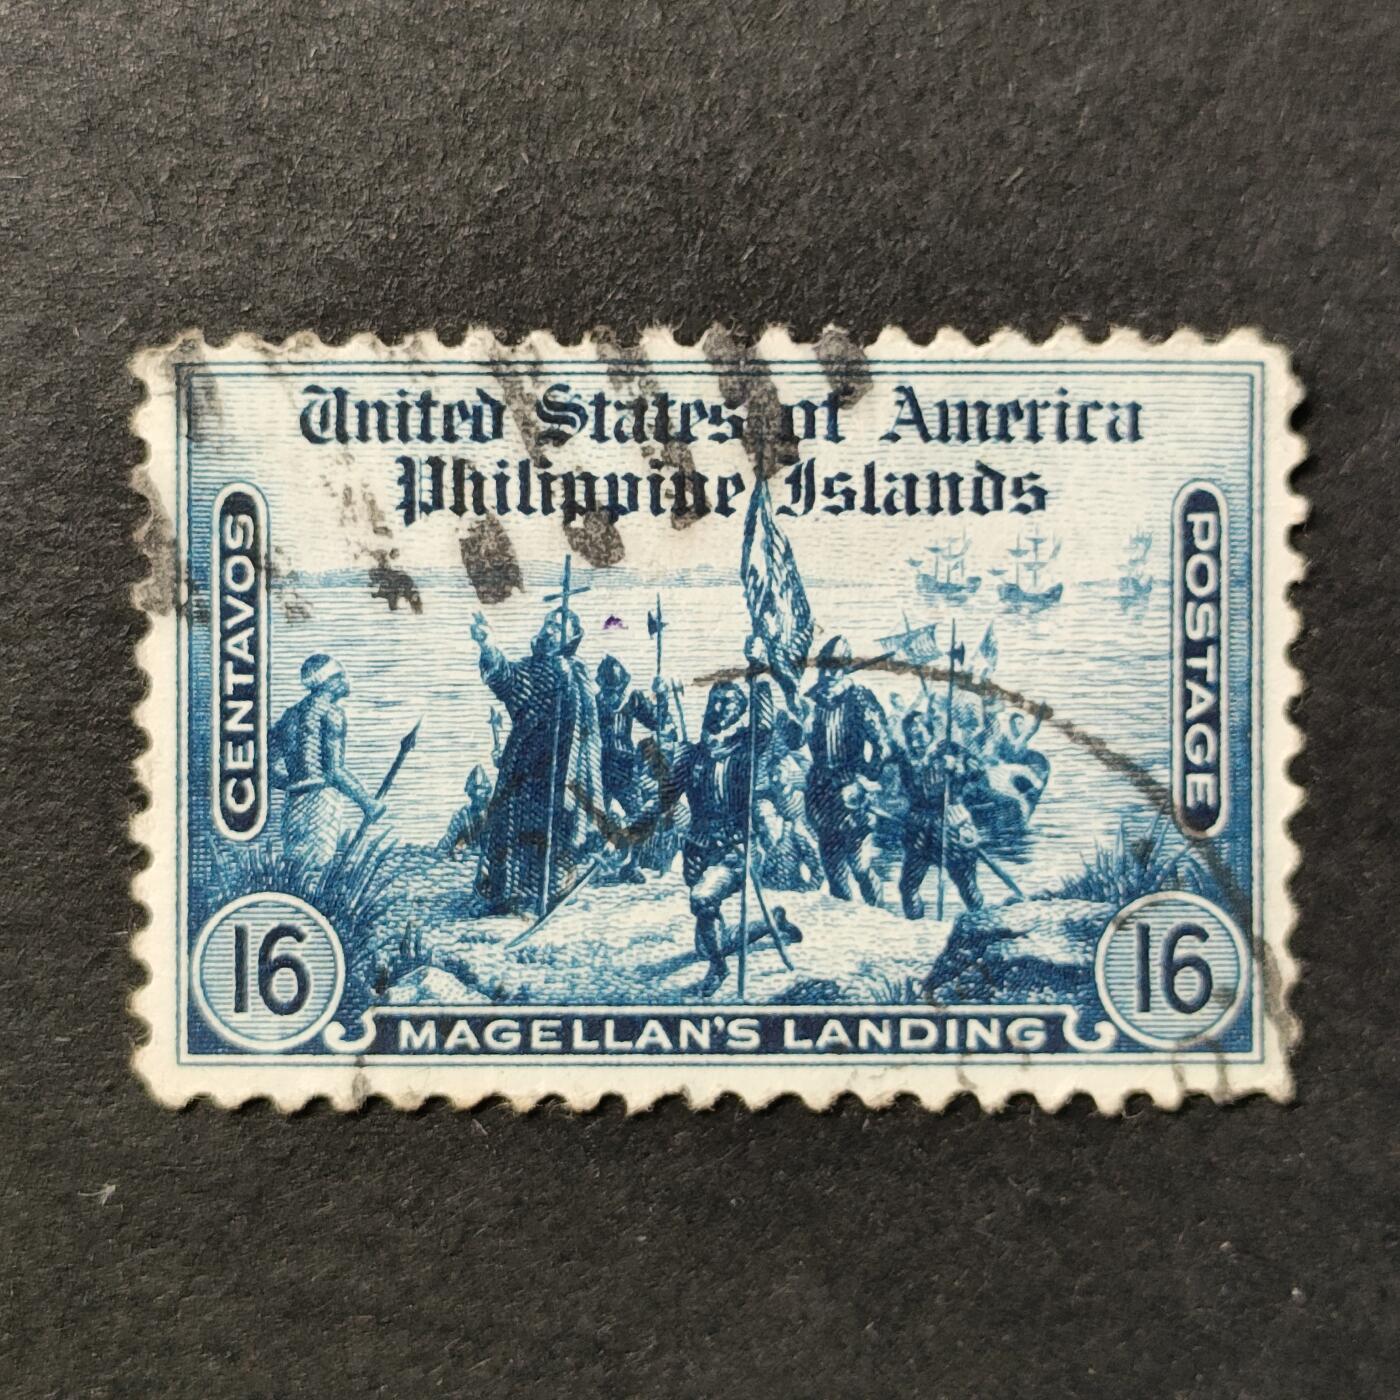 United States of America
Philippine Islands
CENTAVOS
POSTAGE
16
16
MAGELLAN'S LANDING